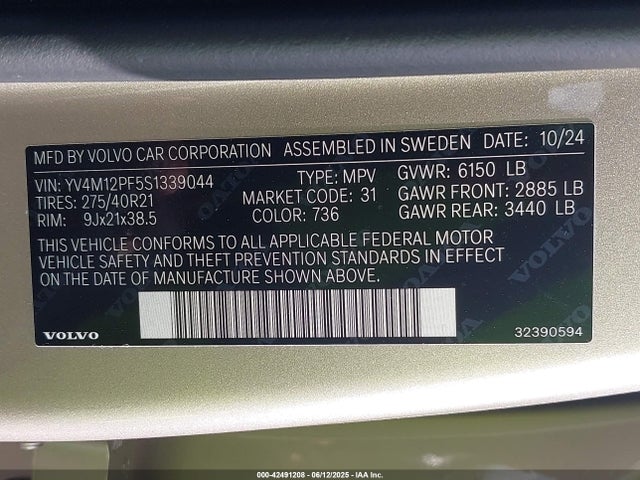 MFD BY VOLVO CAR CORPORATION ASSEMBLED IN SWEDEN DATE: 10/24
VIN: YV4M12PF5S1339044 TYPE: MPV GVWR: 6150 LB
TIRES: 275/40R21 MARKET CODE: 31 GAWR FRONT: 2885 LB
RIM: 9Jx21x38.5 COLOR: 736 GAWR REAR: 3440 LB
THIS VEHICLE CONFORMS TO ALL APPLICABLE FEDERAL MOTOR
VEHICLE SAFETY AND THEFT PREVENTION STANDARDS IN EFFECT
ON THE DATE OF MANUFACTURE SHOWN ABOVE.
VOLVO 32390594
000-42491208 - 06/12/2025 - IAA Inc.